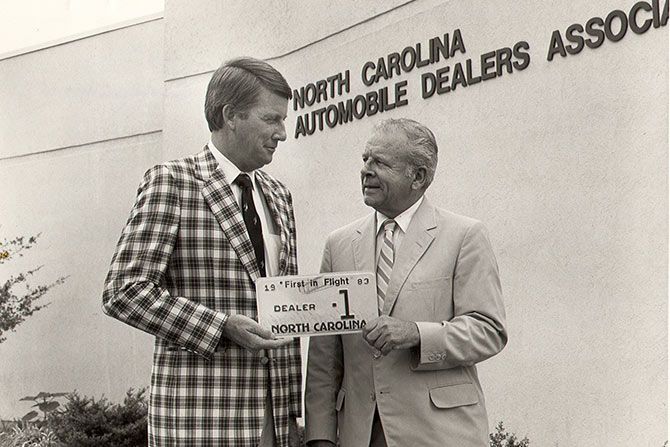 NORTH CAROLINA
AUTOMOBILE DEALERS ASSOCIA
19 "First in Flight" 83
DEALER 1
NORTH CAROLINA